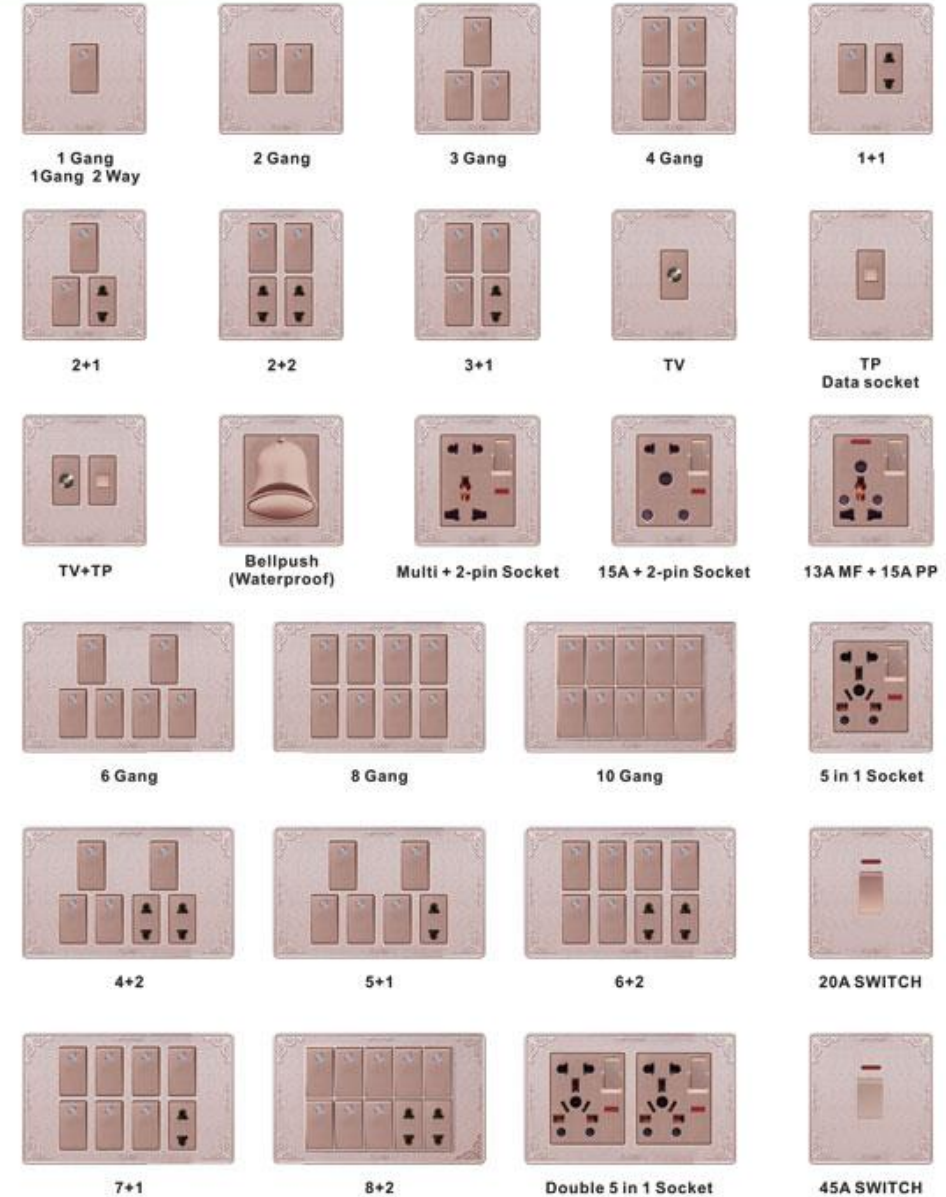 1 Gang
1Gang 2 Way
2 Gang
3 Gang
4 Gang
1+1
2+1
2+2
3+1
TV
TP
Data socket
TV+TP
Bellpush
(Waterproof)
Multi + 2-pin Socket
15A + 2-pin Socket
13A MF + 15A PP
6 Gang
8 Gang
10 Gang
5 in 1 Socket
4+2
5+1
6+2
20A SWITCH
7+1
8+2
Double 5 in 1 Socket
45A SWITCH